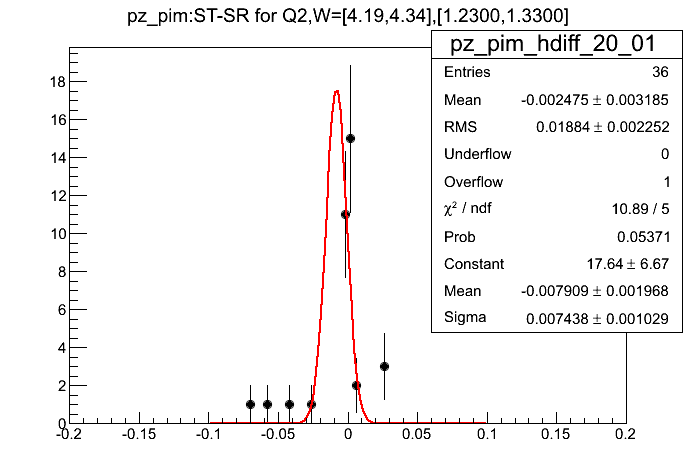 pz_pim:ST-SR for Q2,W=[4.19,4.34],[1.2300,1.3300]
pz_pim_hdiff_20_01
Entries 36
Mean -0.002475 ± 0.003185
RMS 0.01884 ± 0.002252
Underflow 0
Overflow 1
χ² / ndf 10.89 / 5
Prob 0.05371
Constant 17.64 ± 6.67
Mean -0.007909 ± 0.001968
Sigma 0.007438 ± 0.001029
18
16
14
12
10
8
6
4
2
0
-0.2 -0.15 -0.1 -0.05 0 0.05 0.1 0.15 0.2